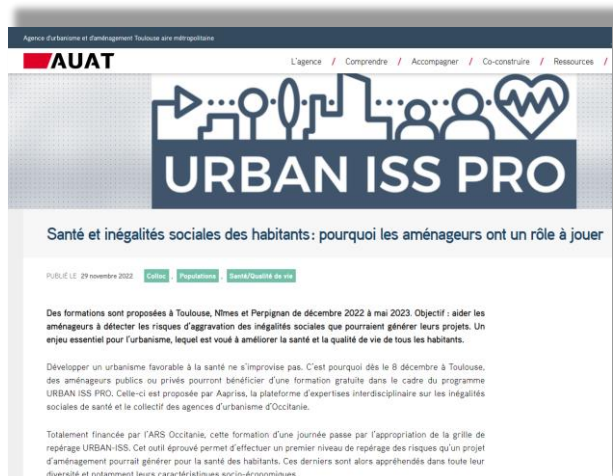 Agence d'urbanisme et d'aménagement Toulouse aire métropolitaine
AUAT
L'agence / Comprendre / Accompagner / Co-construire / Ressources /
URBAN ISS PRO
Santé et inégalités sociales des habitants : pourquoi les aménageurs ont un rôle à jouer
PUBLIÉ LE 29 novembre 2022 Colloc , Populations , Santé/Qualité de vie
Des formations sont proposées à Toulouse, Nîmes et Perpignan de décembre 2022 à mai 2023. Objectif : aider les
aménageurs à détecter les risques d'aggravation des inégalités sociales que pourraient générer leurs projets. Un
enjeu essentiel pour l'urbanisme, lequel est voué à améliorer la santé et la qualité de vie de tous les habitants.
Développer un urbanisme favorable à la santé ne s'improvise pas. C'est pourquoi dès le 8 décembre à Toulouse,
des aménageurs publics ou privés pourront bénéficier d'une formation gratuite dans le cadre du programme
URBAN ISS PRO. Celle-ci est proposée par Aapriss, la plateforme d'expertises interdisciplinaire sur les inégalités
sociales de santé et le collectif des agences d'urbanisme d'Occitanie.
Totalement financée par l'ARS Occitanie, cette formation d'une journée passe par l'appropriation de la grille de
repérage URBAN-ISS. Cet outil éprouvé permet d'effectuer un premier niveau de repérage des risques qu'un projet
d'aménagement pourrait générer pour la santé des habitants. Ces derniers sont alors appréhendés dans toute leur
diversité et notamment leurs caractéristiques socio-économiques.